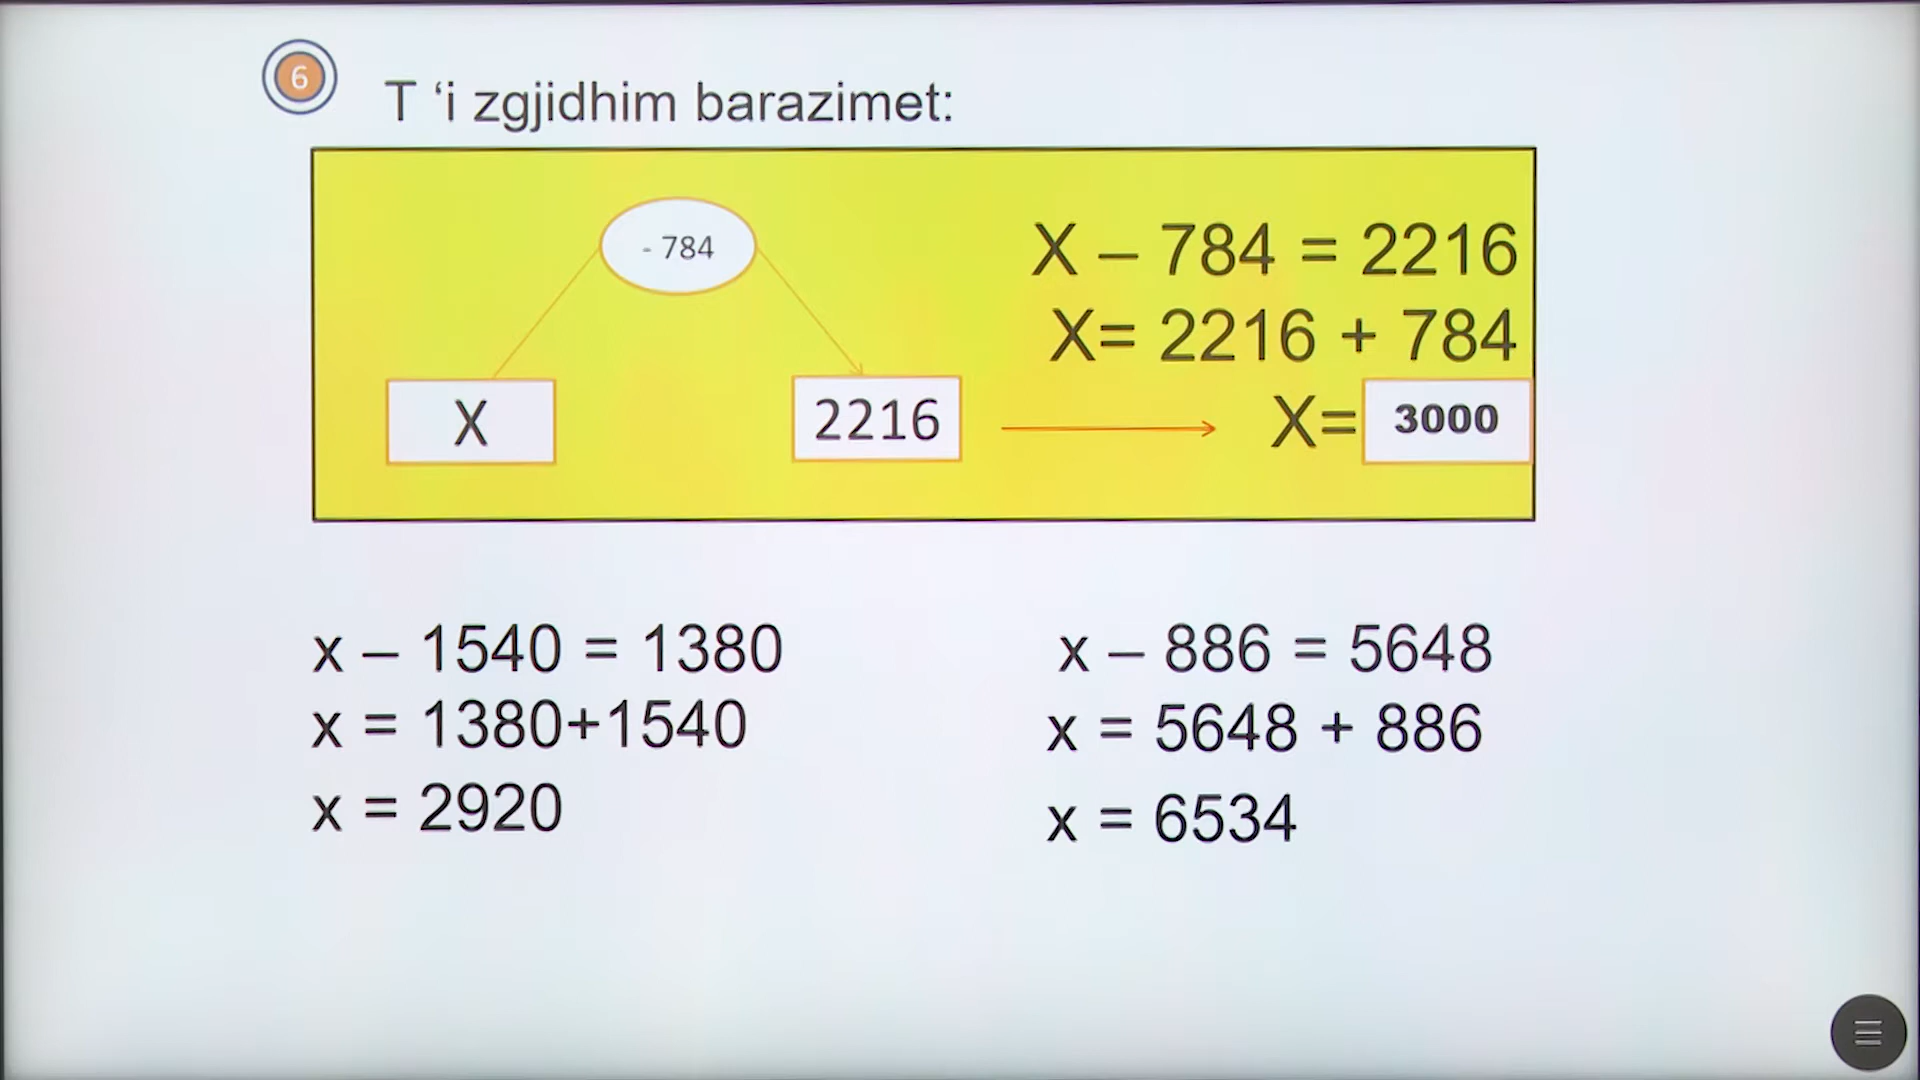 6
T ‘i zgjidhim barazimet:
- 784
X
2216
X – 784 = 2216
X= 2216 + 784
X= 3000
x – 1540 = 1380
x = 1380+1540
x = 2920
x – 886 = 5648
x = 5648 + 886
x = 6534